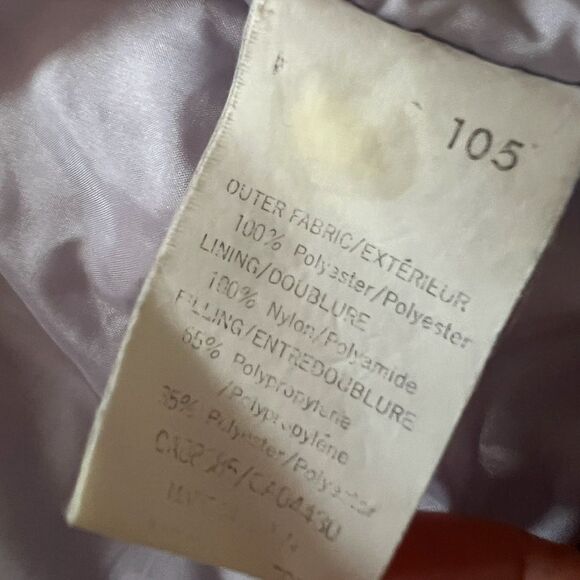 105
OUTER FABRIC/EXTÉRIEUR
100% Polyester/Polyester
LINING/DOUBLURE
100% Nylon/Polyamide
FILLING/ENTREDOUBLURE
65% Polypropylene
/Polypropylène
35% Polyester/Polyester